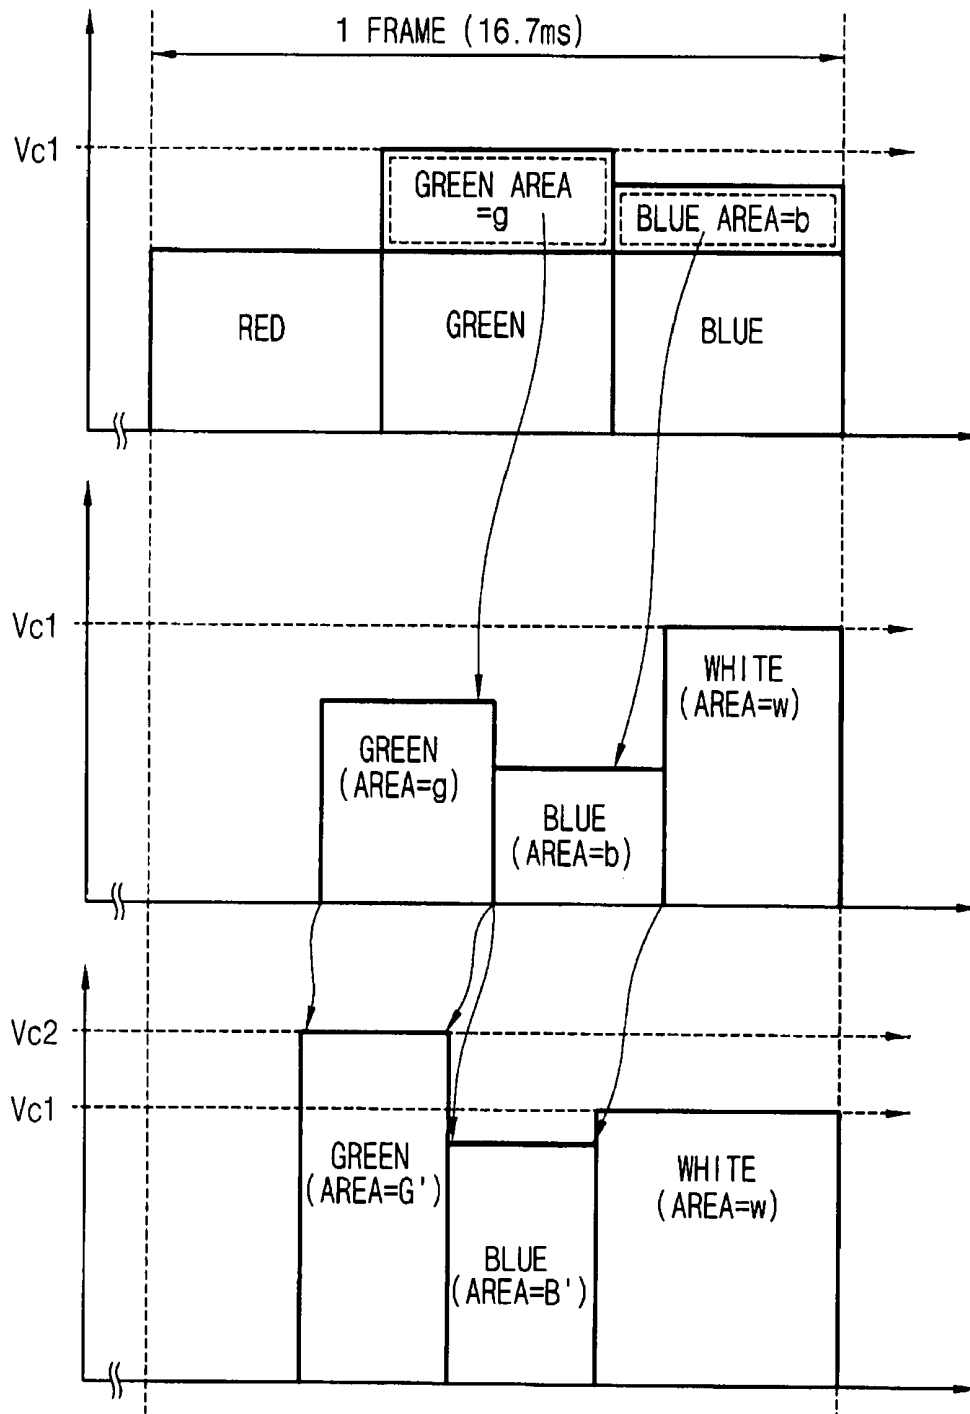 1 FRAME (16.7ms)
Vc1
GREEN AREA
=g
BLUE AREA=b
RED
GREEN
BLUE
Vc1
WHITE
(AREA=w)
GREEN
(AREA=g)
BLUE
(AREA=b)
Vc2
Vc1
GREEN
(AREA=G')
WHITE
(AREA=w)
BLUE
(AREA=B')